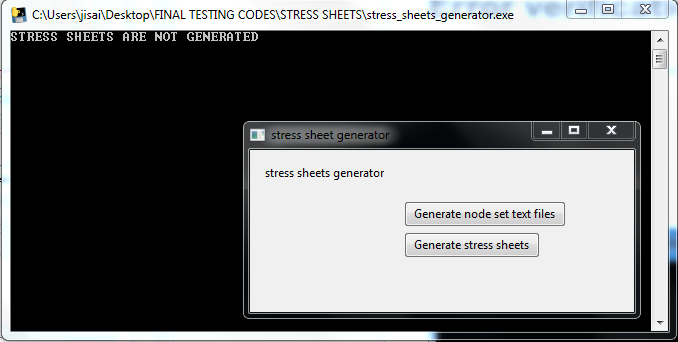 C:\Users\jisai\Desktop\FINAL TESTING CODES\STRESS SHEETS\stress_sheets_generator.exe
STRESS SHEETS ARE NOT GENERATED
stress sheet generator
stress sheets generator
Generate node set text files
Generate stress sheets